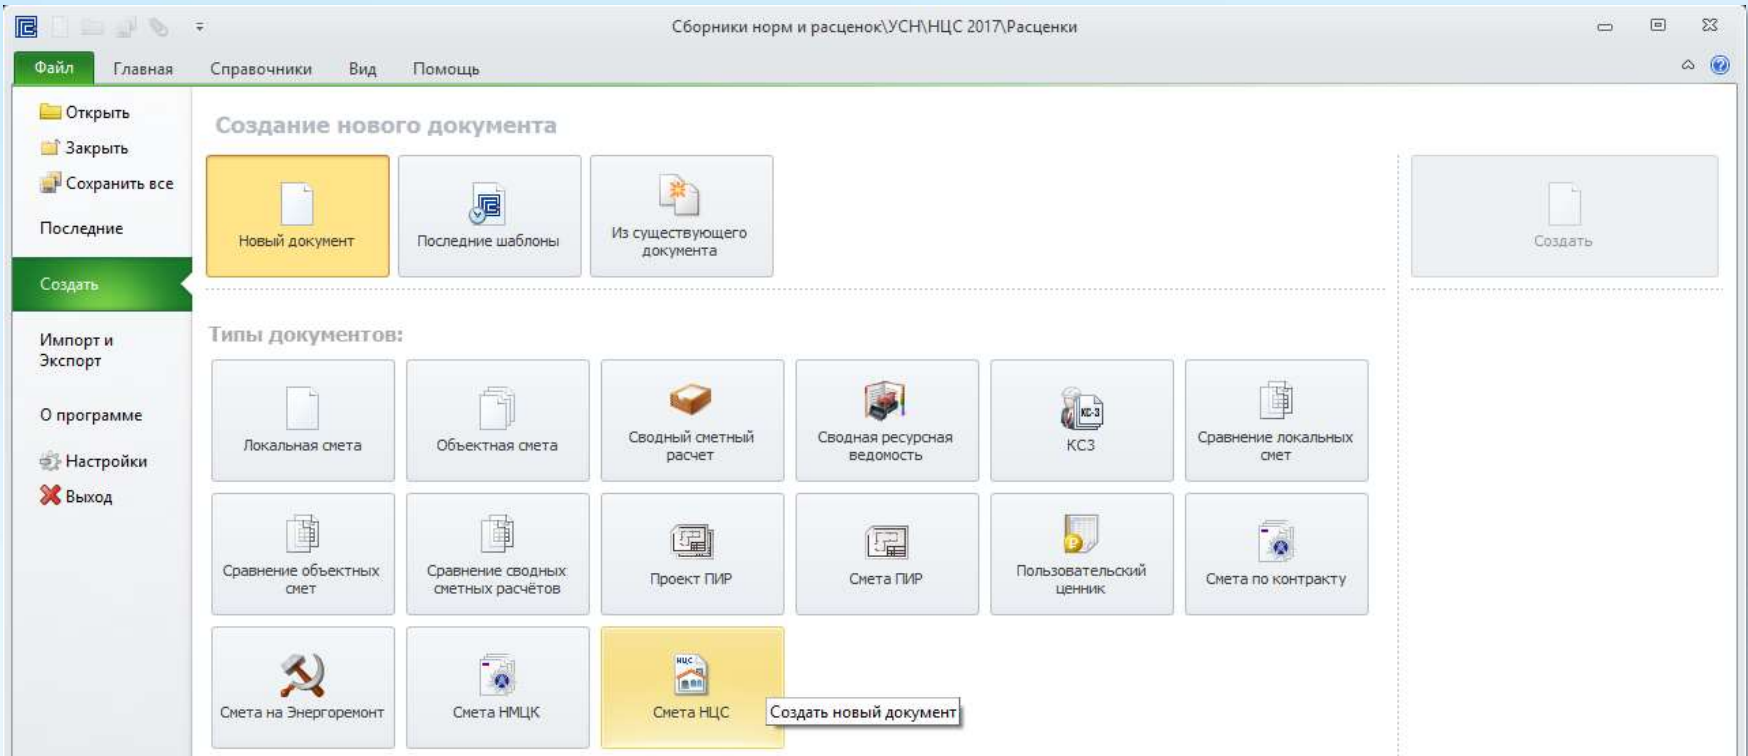 Сборники норм и расценок\УСН\НЦС 2017\Расценки
Файл Главная Справочники Вид Помощь
Открыть
Закрыть
Сохранить все
Последние
Создать
Импорт и
Экспорт
О программе
Настройки
Выход
Создание нового документа
Новый документ
Последние шаблоны
Из существующего
документа
Создать
Типы документов:
Локальная смета
Объектная смета
Сводный сметный
расчет
Сводная ресурсная
ведомость
КС-3
КС3
Сравнение локальных
смет
Сравнение объектных
смет
Сравнение сводных
сметных расчётов
Проект ПИР
Смета ПИР
Пользовательский
ценник
Смета по контракту
Смета на Энергоремонт
Смета НМЦК
НЦС
Смета НЦС
Создать новый документ